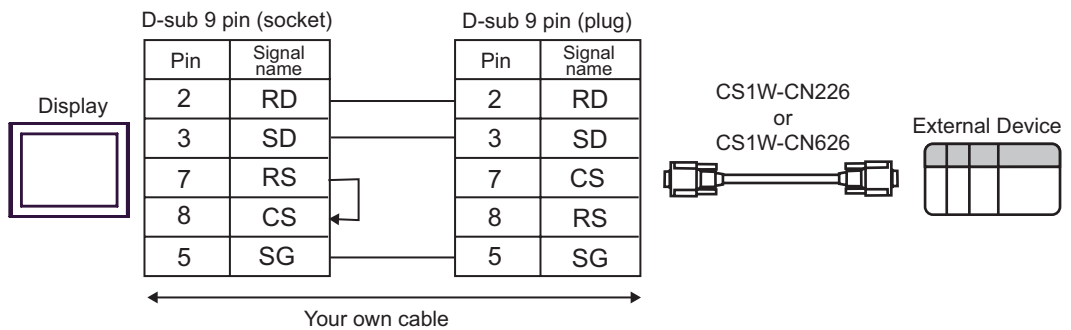 D-sub 9 pin (socket)
D-sub 9 pin (plug)
Pin Signal name
Pin Signal name
2 RD
2 RD
3 SD
3 SD
7 RS
7 CS
8 CS
8 RS
5 SG
5 SG
Display
CS1W-CN226
or
CS1W-CN626
External Device
Your own cable